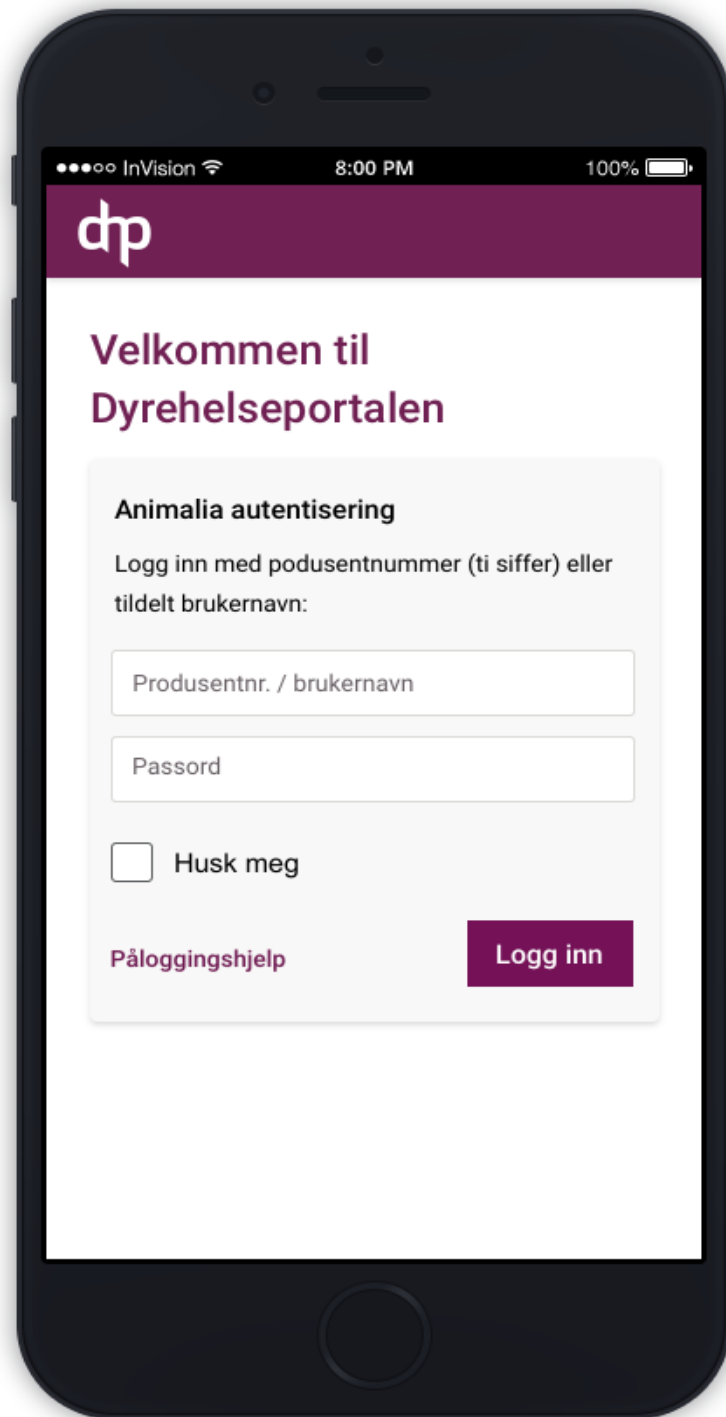 InVision 8:00 PM 100%
dhp
Velkommen til
Dyrehelseportalen
Animalia autentisering
Logg inn med podusentnummer (ti siffer) eller
tildelt brukernavn:
Produsentnr. / brukernavn
Passord
Husk meg
Påloggingshjelp Logg inn